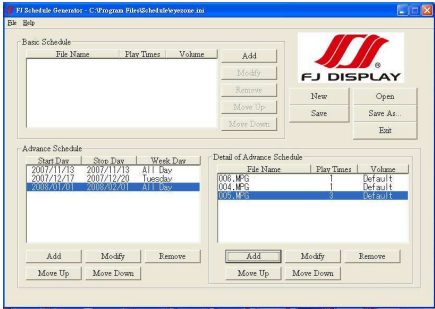 FJ Schedule Generator - C:\Program Files\Schedule\eyezone.ini
File Help
Basic Schedule
File Name Play Times Volume
Add
Modify
Remove
Move Up
Move Down
FJ DISPLAY
New Open
Save Save As...
Exit
Advance Schedule
Start Day Stop Day Week Day
2007/11/13 2007/11/13 All Day
2007/12/17 2007/12/20 Tuesday
2008/01/01 2008/02/01 All Day
Add Modify Remove
Move Up Move Down
Detail of Advance Schedule
File Name Play Times Volume
006.MPG 1 Default
004.MPG 1 Default
005.MPG 3 Default
Add Modify Remove
Move Up Move Down